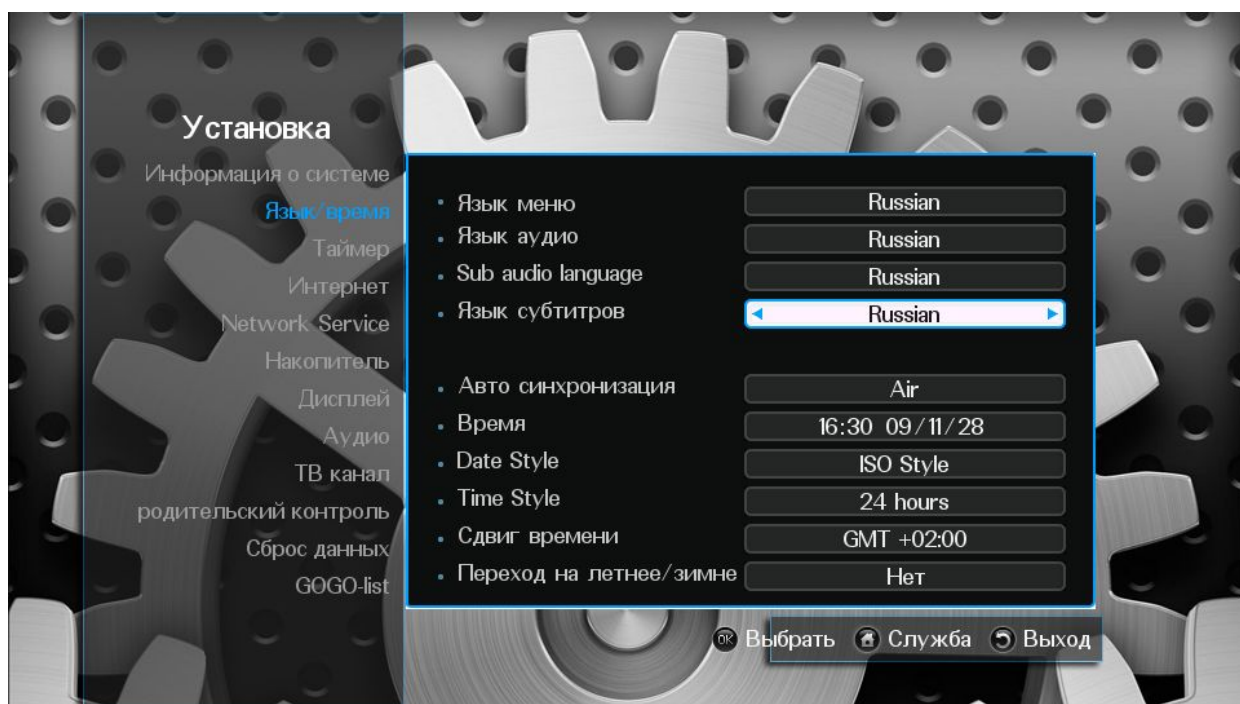 Установка
Информация о системе
Язык/время
Таймер
Интернет
Network Service
Накопитель
Дисплей
Аудио
ТВ канал
родительский контроль
Сброс данных
GOGO-list
• Язык меню Russian
• Язык аудио Russian
• Sub audio language Russian
• Язык субтитров Russian
• Авто синхронизация Air
• Время 16:30 09/11/28
• Date Style ISO Style
• Time Style 24 hours
• Сдвиг времени GMT +02:00
• Переход на летнее/зимне Нет
OK Выбрать Служба Выход